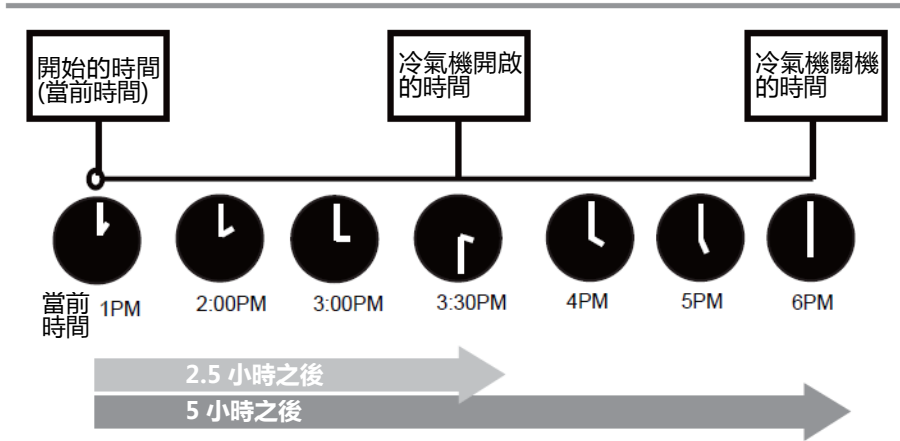 開始的時間
(當前時間)
冷氣機開啟
的時間
冷氣機關機
的時間
當前
時間
1PM
2:00PM
3:00PM
3:30PM
4PM
5PM
6PM
2.5 小時之後
5 小時之後